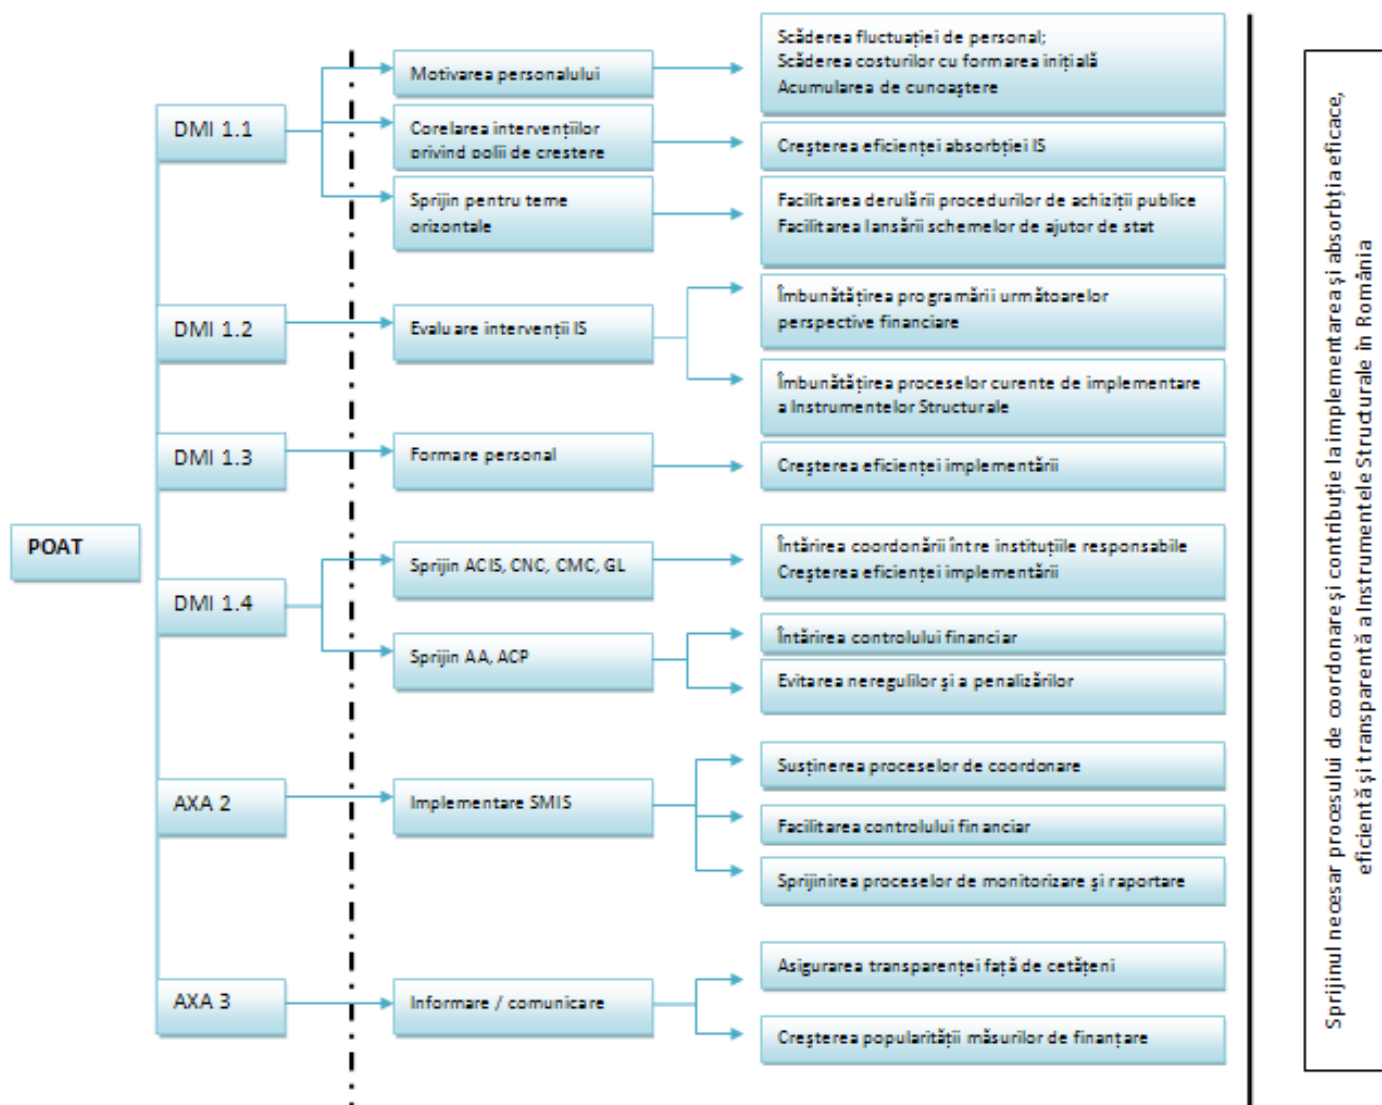 POAT
DMI 1.1
Motivarea personalului
Scăderea fluctuației de personal;
Scăderea costurilor cu formarea inițială
Acumularea de cunoaștere
Corelarea intervențiilor
privind polii de creștere
Creșterea eficienței absorbției IS
Sprijin pentru teme
orizontale
Facilitarea derulării procedurilor de achiziții publice
Facilitarea lansării schemelor de ajutor de stat
DMI 1.2
Evaluare intervenții IS
Îmbunătățirea programării următoarelor
perspective financiare
Îmbunătățirea proceselor curente de implementare
a Instrumentelor Structurale
DMI 1.3
Formare personal
Creșterea eficienței implementării
DMI 1.4
Sprijin ACIS, CNC, CMC, GL
Întărirea coordonării între instituțiile responsabile
Creșterea eficienței implementării
Sprijin AA, ACP
Întărirea controlului financiar
Evitarea neregulilor și a penalizărilor
AXA 2
Implementare SMIS
Susținerea proceselor de coordonare
Facilitarea controlului financiar
Sprijinirea proceselor de monitorizare și raportare
AXA 3
Informare / comunicare
Asigurarea transparenței față de cetățeni
Creșterea popularității măsurilor de finanțare
Sprijinul necesar procesului de coordonare și contribuție la implementarea și absorbția eficace,
eficientă și transparentă a Instrumentele Structurale în România